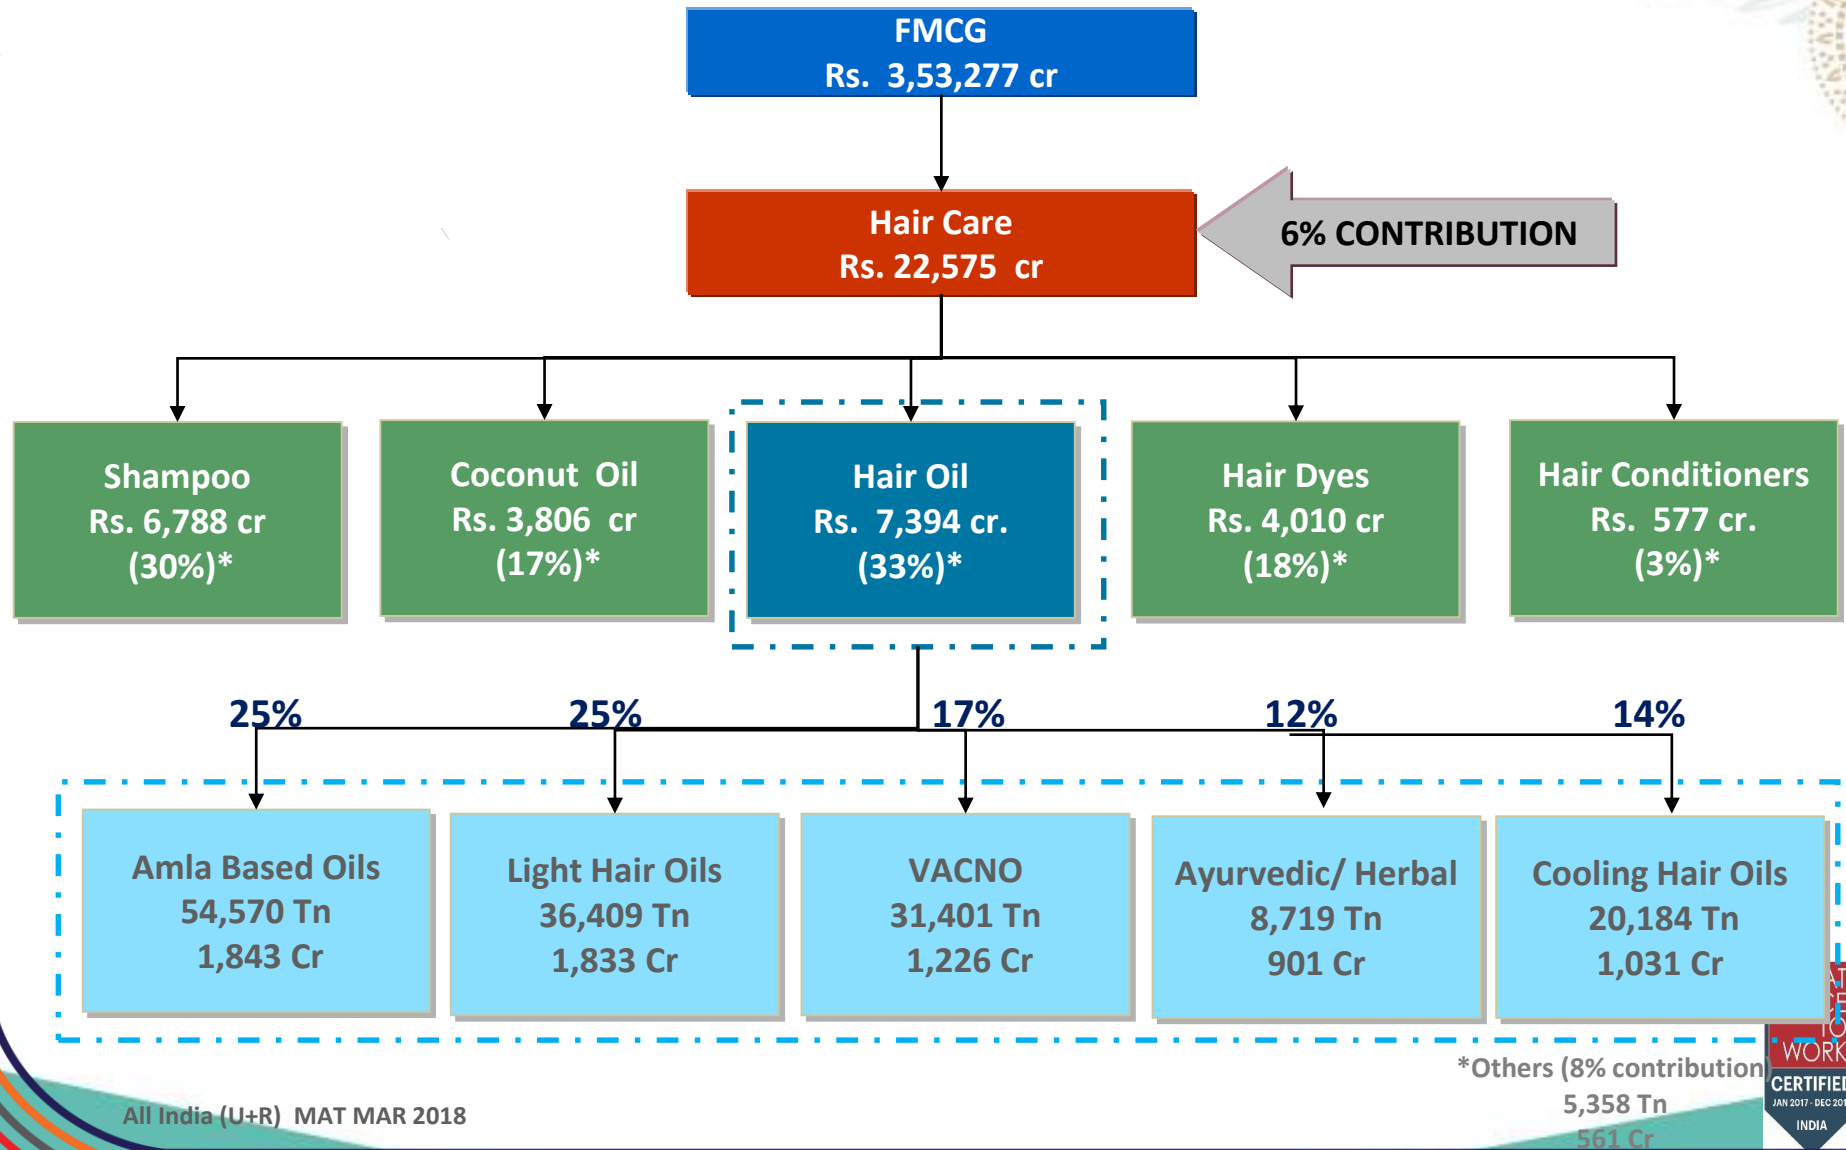 FMCG
Rs. 3,53,277 cr
Hair Care
Rs. 22,575 cr
6% CONTRIBUTION
Shampoo
Rs. 6,788 cr
(30%)*
Coconut Oil
Rs. 3,806 cr
(17%)*
Hair Oil
Rs. 7,394 cr.
(33%)*
Hair Dyes
Rs. 4,010 cr
(18%)*
Hair Conditioners
Rs. 577 cr.
(3%)*
25%
25%
17%
12%
14%
Amla Based Oils
54,570 Tn
1,843 Cr
Light Hair Oils
36,409 Tn
1,833 Cr
VACNO
31,401 Tn
1,226 Cr
Ayurvedic/ Herbal
8,719 Tn
901 Cr
Cooling Hair Oils
20,184 Tn
1,031 Cr
*Others (8% contribution)
5,358 Tn
561 Cr
All India (U+R) MAT MAR 2018
WORK
CERTIFIED
JAN 2017 - DEC 201
INDIA